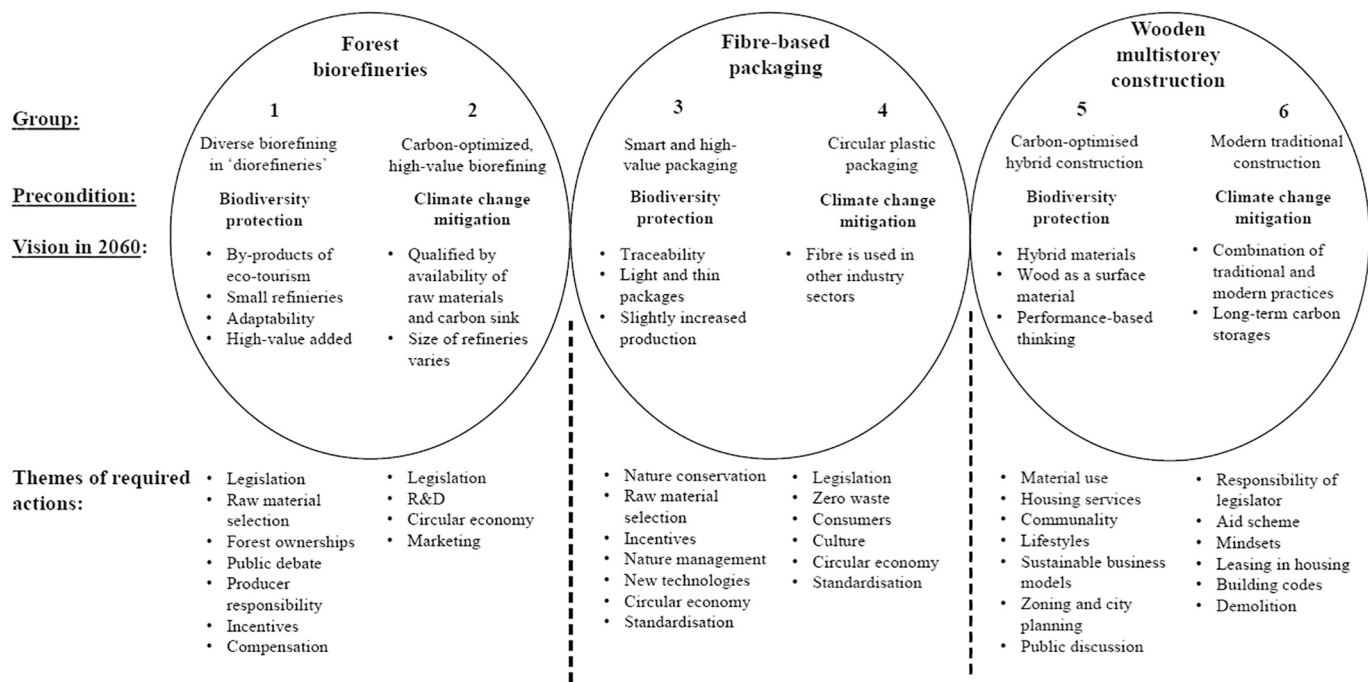 Forest
biorefineries
Fibre-based
packaging
Wooden
multistorey
construction
Group:
1
2
3
4
5
6
Diverse biorefining
in ‘diorefineries’
Carbon-optimized,
high-value biorefining
Smart and high-
value packaging
Circular plastic
packaging
Carbon-optimised
hybrid construction
Modern traditional
construction
Precondition:
Biodiversity
protection
Climate change
mitigation
Biodiversity
protection
Climate change
mitigation
Biodiversity
protection
Climate change
mitigation
Vision in 2060:
• By-products of
eco-tourism
• Small refinieries
• Adaptability
• High-value added
• Qualified by
availability of
raw materials
and carbon sink
• Size of refineries
varies
• Traceability
• Light and thin
packages
• Slightly increased
production
• Fibre is used in
other industry
sectors
• Hybrid materials
• Wood as a surface
material
• Performance-based
thinking
• Combination of
traditional and
modern practices
• Long-term carbon
storages
Themes of required
actions:
• Legislation
• Raw material
selection
• Forest ownerships
• Public debate
• Producer
responsibility
• Incentives
• Compensation
• Legislation
• R&D
• Circular economy
• Marketing
• Nature conservation
• Raw material
selection
• Incentives
• Nature management
• New technologies
• Circular economy
• Standardisation
• Legislation
• Zero waste
• Consumers
• Culture
• Circular economy
• Standardisation
• Material use
• Housing services
• Communality
• Lifestyles
• Sustainable business
models
• Zoning and city
planning
• Public discussion
• Responsibility of
legislator
• Aid scheme
• Mindsets
• Leasing in housing
• Building codes
• Demolition